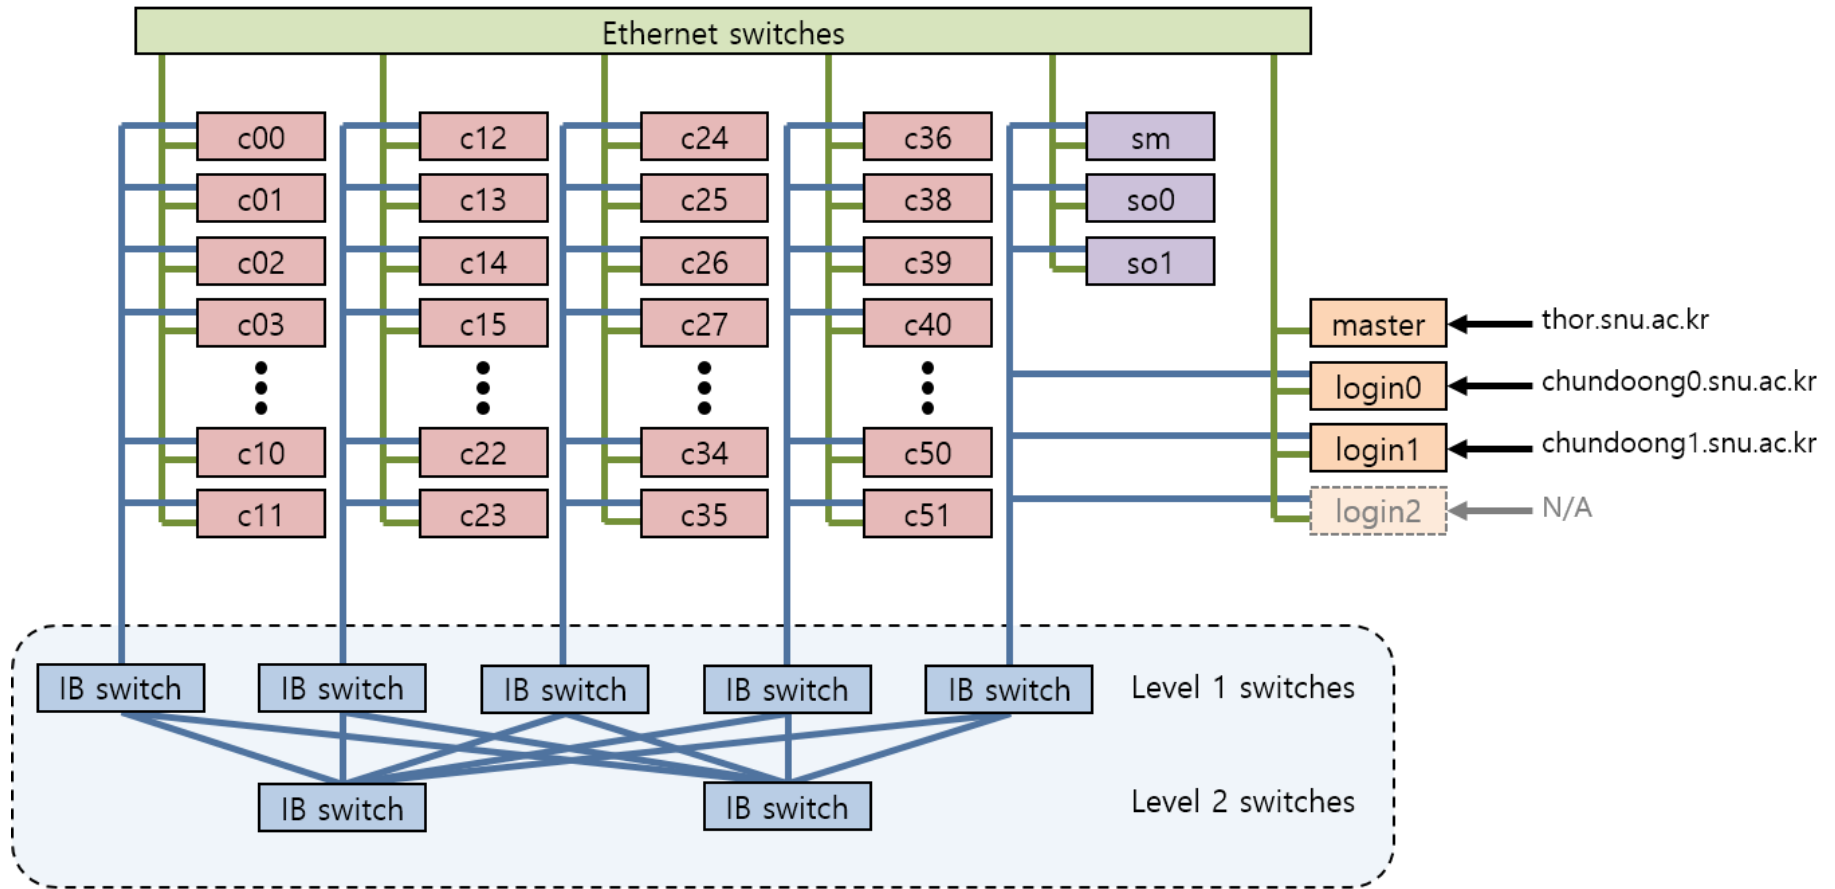 Ethernet switches
c00 c12 c24 c36 sm
c01 c13 c25 c38 so0
c02 c14 c26 c39 so1
c03 c15 c27 c40 master thor.snu.ac.kr
login0 chundoong0.snu.ac.kr
c10 c22 c34 c50 login1 chundoong1.snu.ac.kr
c11 c23 c35 c51 login2 N/A
IB switch IB switch IB switch IB switch IB switch Level 1 switches
IB switch IB switch Level 2 switches